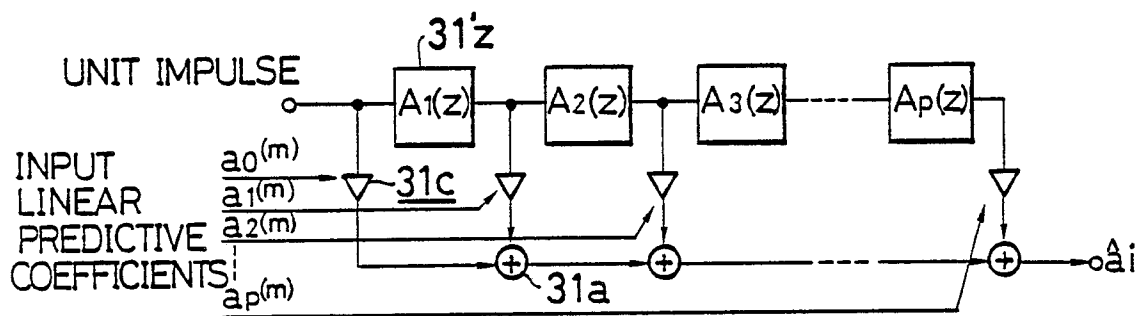 31'z
UNIT IMPULSE
A1(z)
A2(z)
A3(z)
Ap(z)
INPUT
LINEAR
PREDICTIVE
COEFFICIENTS
a0(m)
a1(m)
a2(m)
ap(m)
31c
31a
âi